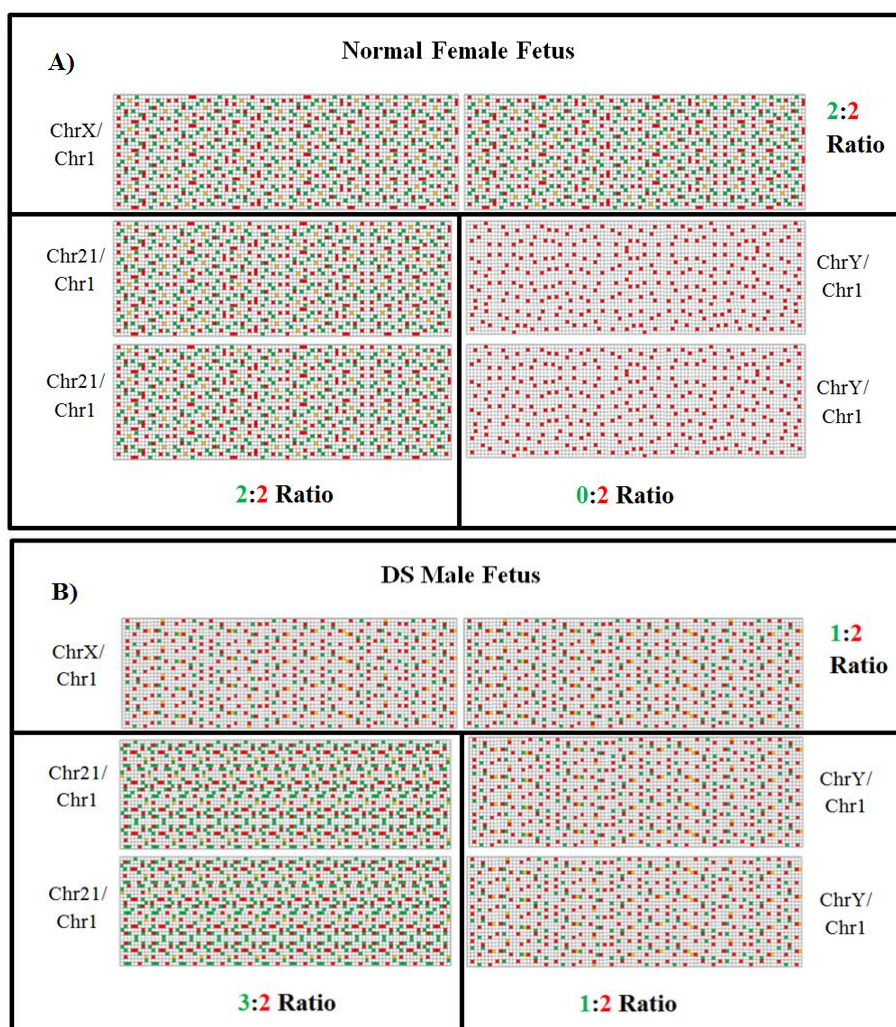 A)
Normal Female Fetus
ChrX/
Chr1
2:2
Ratio
Chr21/
Chr1
ChrY/
Chr1
Chr21/
Chr1
ChrY/
Chr1
2:2 Ratio
0:2 Ratio
B)
DS Male Fetus
ChrX/
Chr1
1:2
Ratio
Chr21/
Chr1
ChrY/
Chr1
Chr21/
Chr1
ChrY/
Chr1
3:2 Ratio
1:2 Ratio